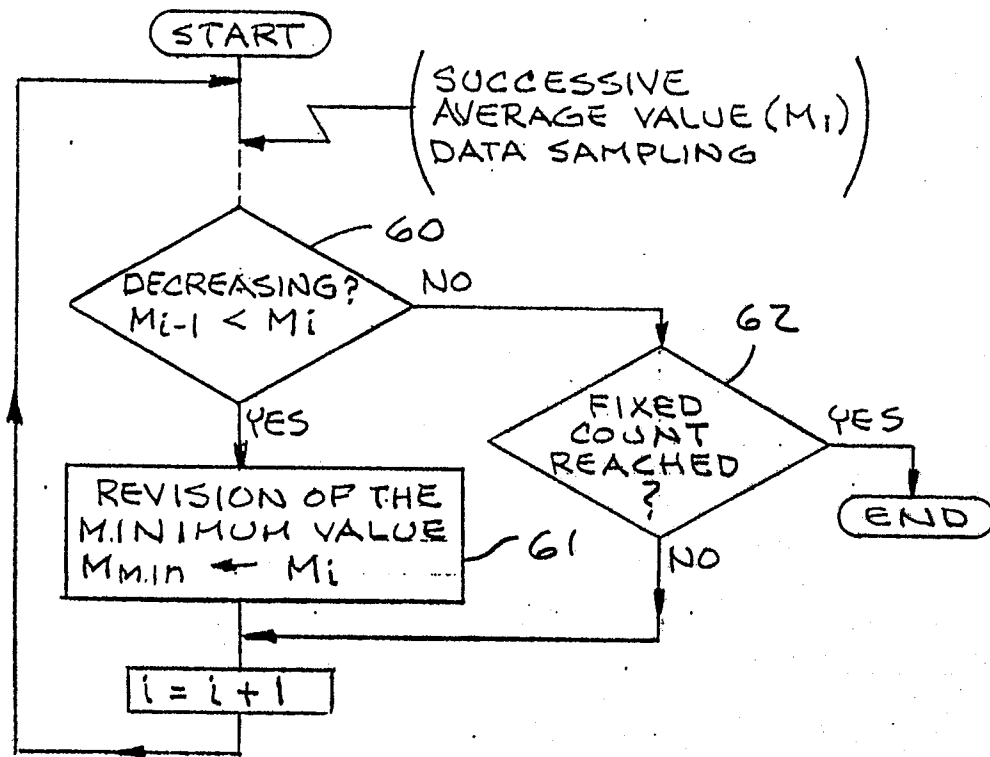 START
(SUCCESSIVE
AVERAGE VALUE (Mi)
DATA SAMPLING)
60
DECREASING?
Mi-1 < Mi
NO
YES
62
FIXED
COUNT
REACHED
?
YES
END
NO
REVISION OF THE
MINIMUM VALUE
Mmin ← Mi
61
i = i + 1